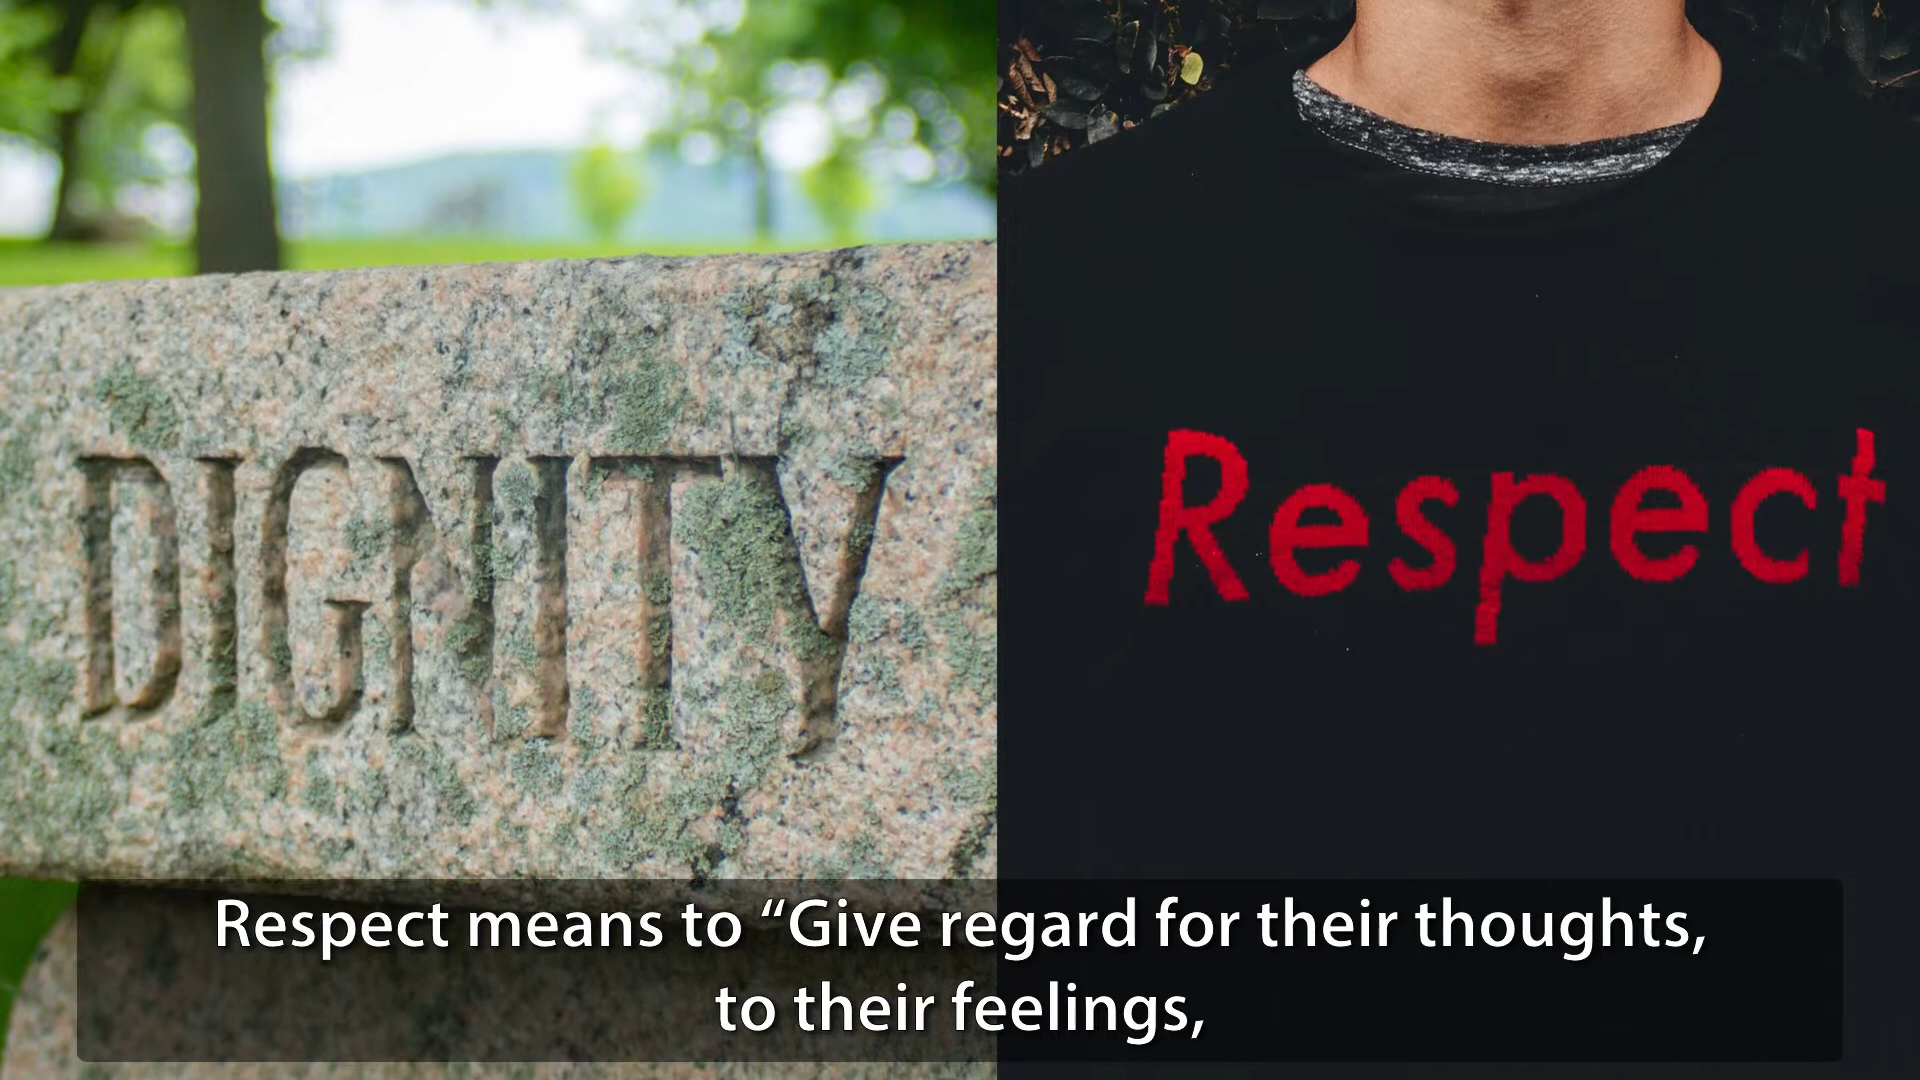 DIGNITY
Respect
Respect means to “Give regard for their thoughts,
to their feelings,